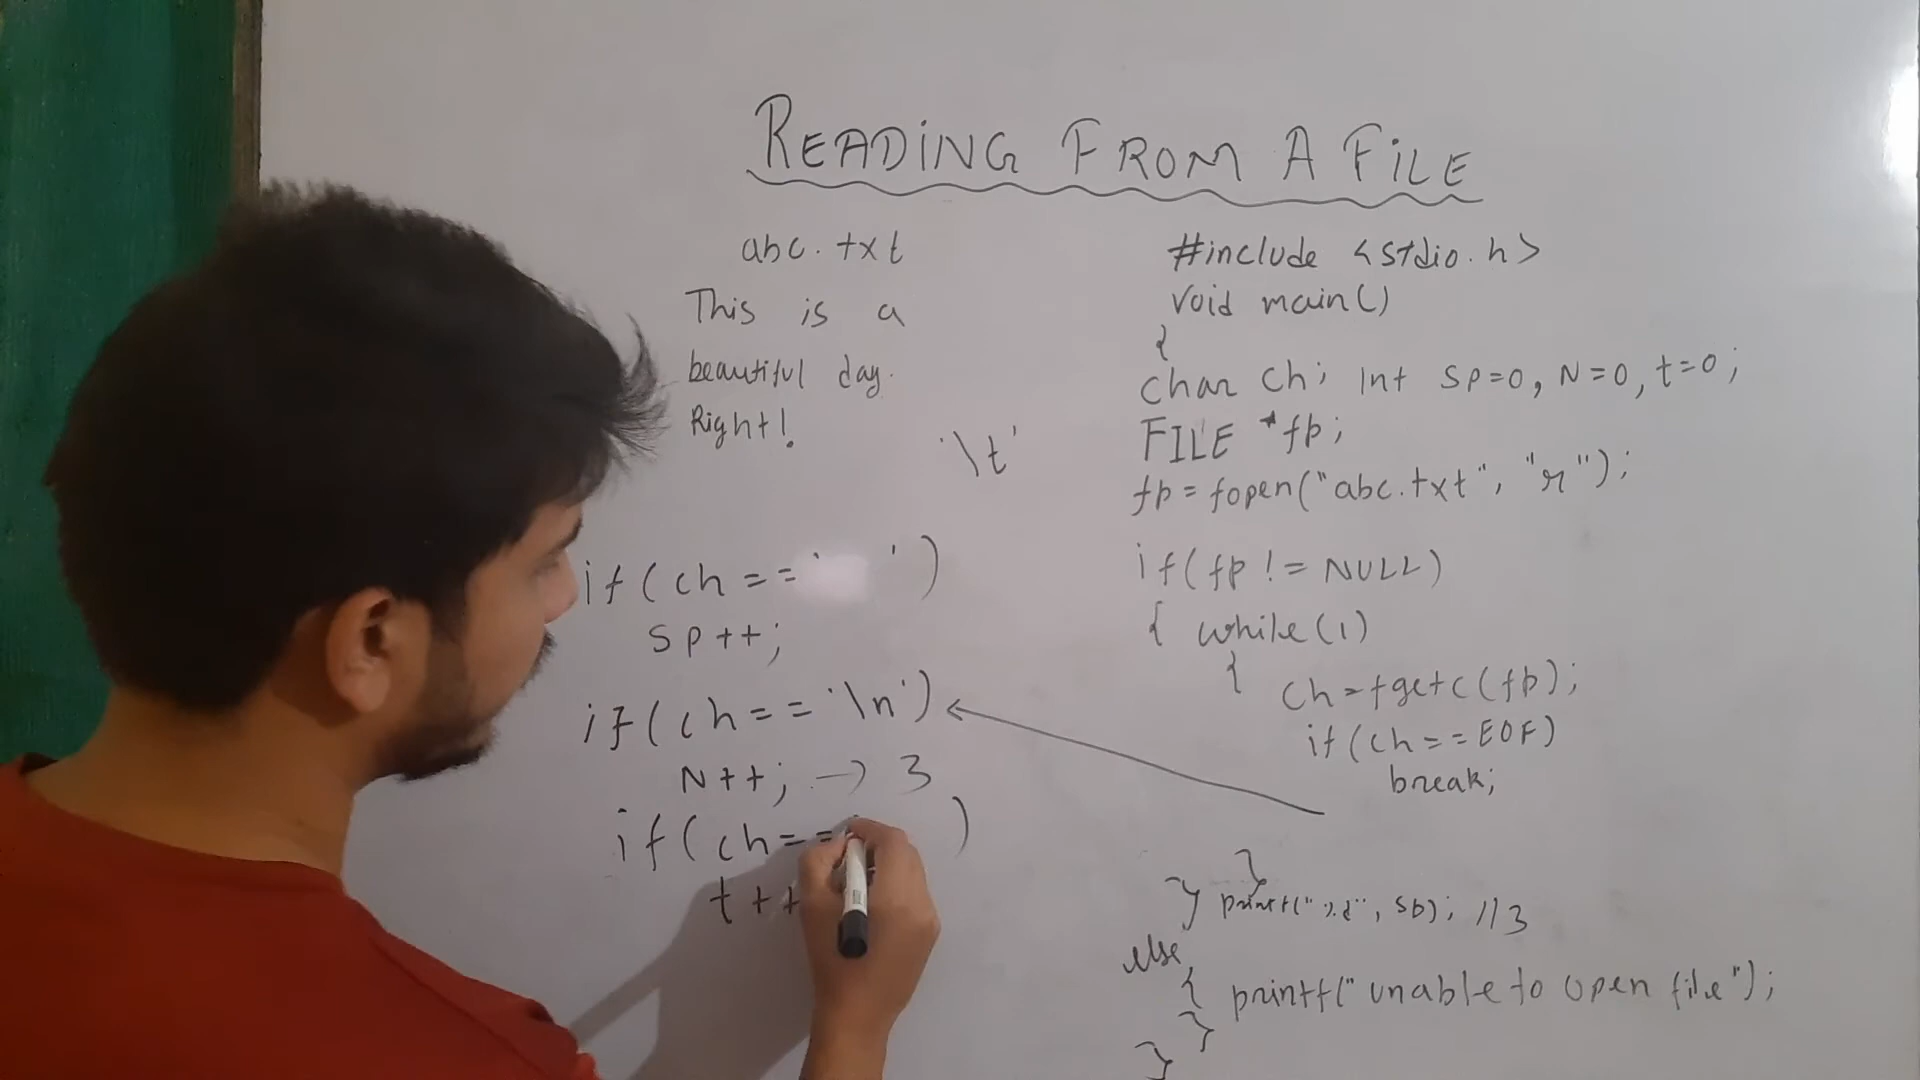 READING FROM A FILE
abc.txt
This is a
beautiful day.
Right!
'\t'
if(ch==' ')
sp++;
if(ch=='\n')
N++; → 3
if(ch=='
)
t++
#include <stdio.h>
void main()
{
char ch; int sp=0, N=0, t=0;
FILE *fp;
fp=fopen("abc.txt", "r");
if(fp != NULL)
{ while(1)
{ ch=fgetc(fp);
if(ch==EOF)
break;
}
} printf("%d", sp); //3
else
{ printf("unable to open file");
}
}